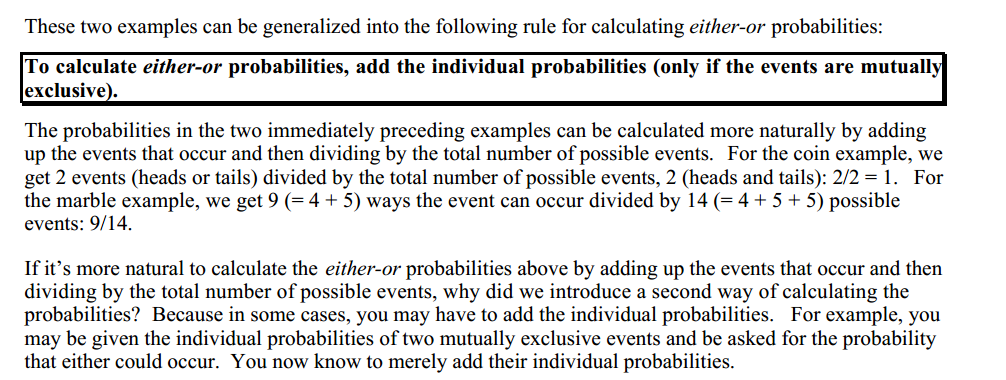 These two examples can be generalized into the following rule for calculating either-or probabilities:
To calculate either-or probabilities, add the individual probabilities (only if the events are mutually
exclusive).
The probabilities in the two immediately preceding examples can be calculated more naturally by adding
up the events that occur and then dividing by the total number of possible events. For the coin example, we
get 2 events (heads or tails) divided by the total number of possible events, 2 (heads and tails): 2/2 = 1. For
the marble example, we get 9 (= 4 + 5) ways the event can occur divided by 14 (= 4 + 5 + 5) possible
events: 9/14.
If it's more natural to calculate the either-or probabilities above by adding up the events that occur and then
dividing by the total number of possible events, why did we introduce a second way of calculating the
probabilities? Because in some cases, you may have to add the individual probabilities. For example, you
may be given the individual probabilities of two mutually exclusive events and be asked for the probability
that either could occur. You now know to merely add their individual probabilities.